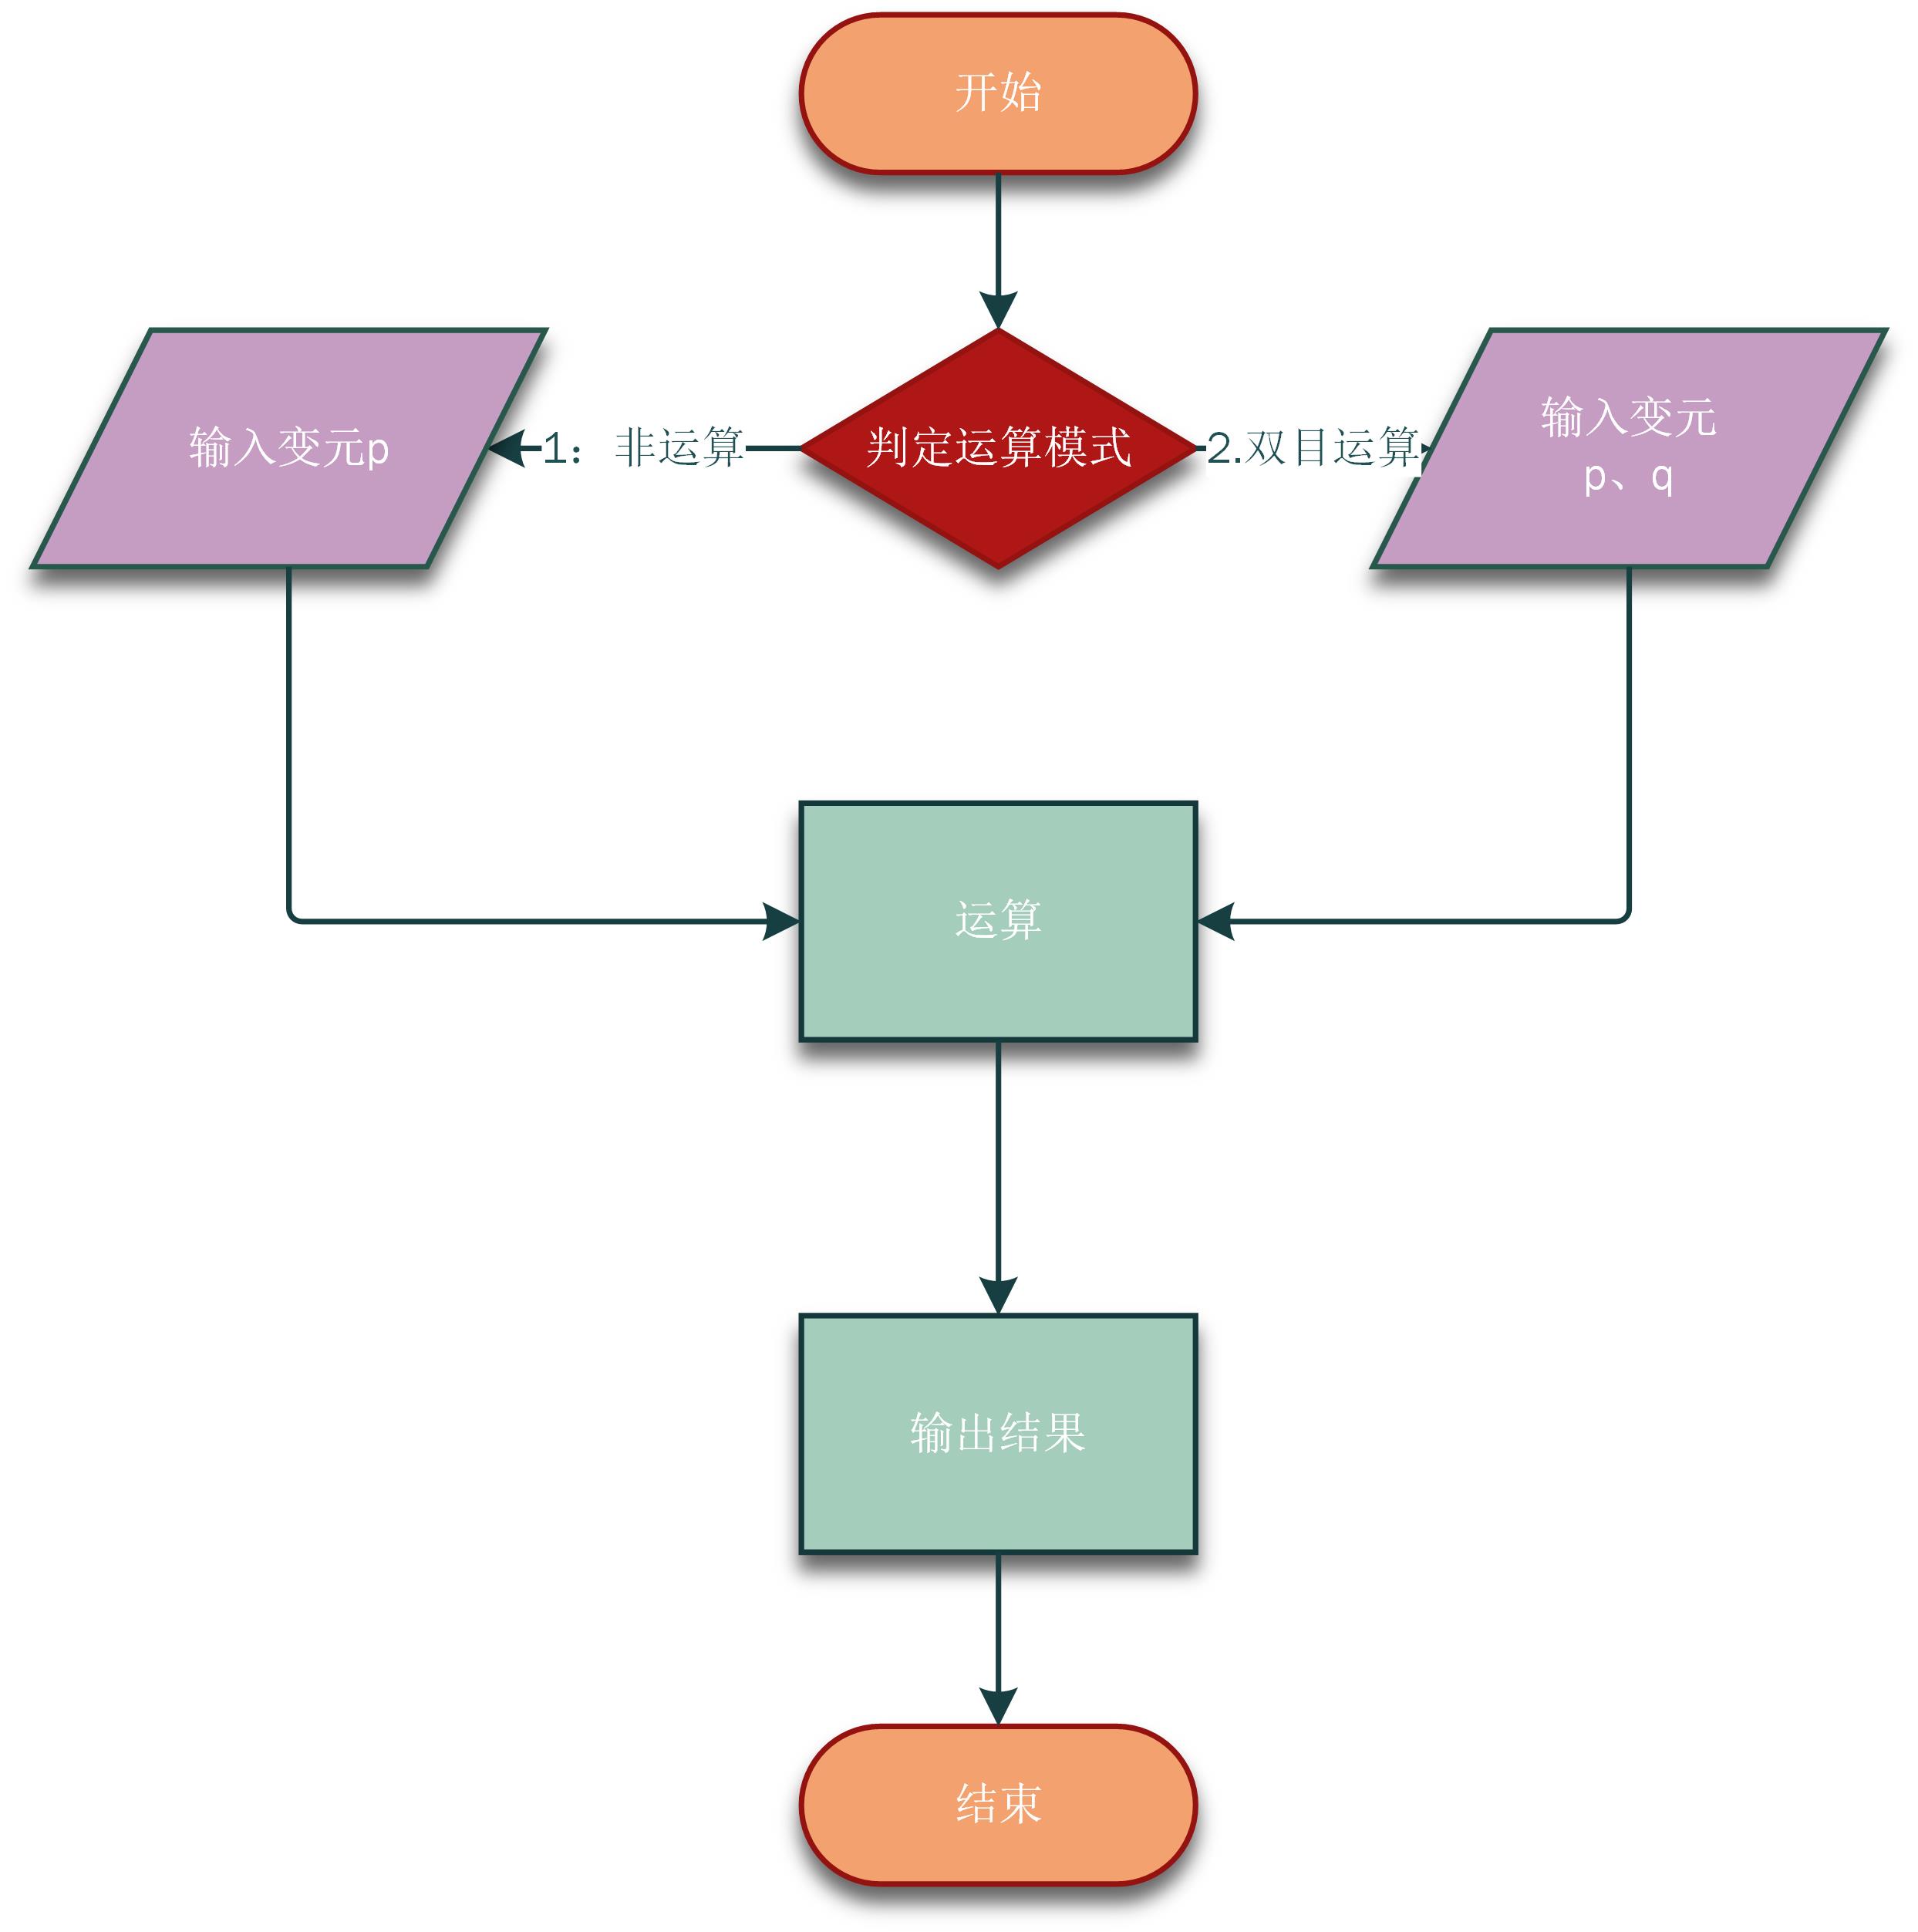 开始
输入变元p
1： 非运算
判定运算模式
2.双目运算
输入变元
p、q
运算
输出结果
结束